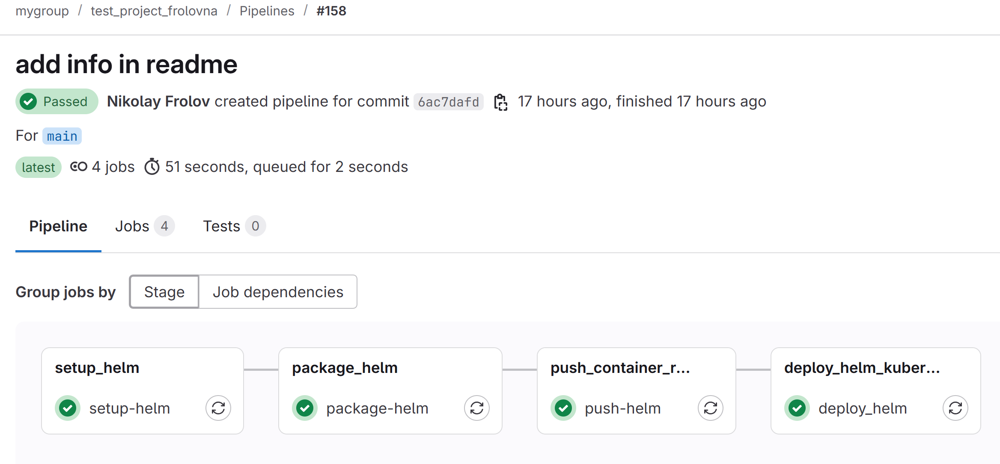 mygroup / test_project_frolovna / Pipelines / #158
add info in readme
Passed Nikolay Frolov created pipeline for commit 6ac7dafd 17 hours ago, finished 17 hours ago
For main
latest 4 jobs 51 seconds, queued for 2 seconds
Pipeline Jobs 4 Tests 0
Group jobs by Stage Job dependencies
setup_helm package_helm push_container_r... deploy_helm_kuber...
setup-helm package-helm push-helm deploy_helm